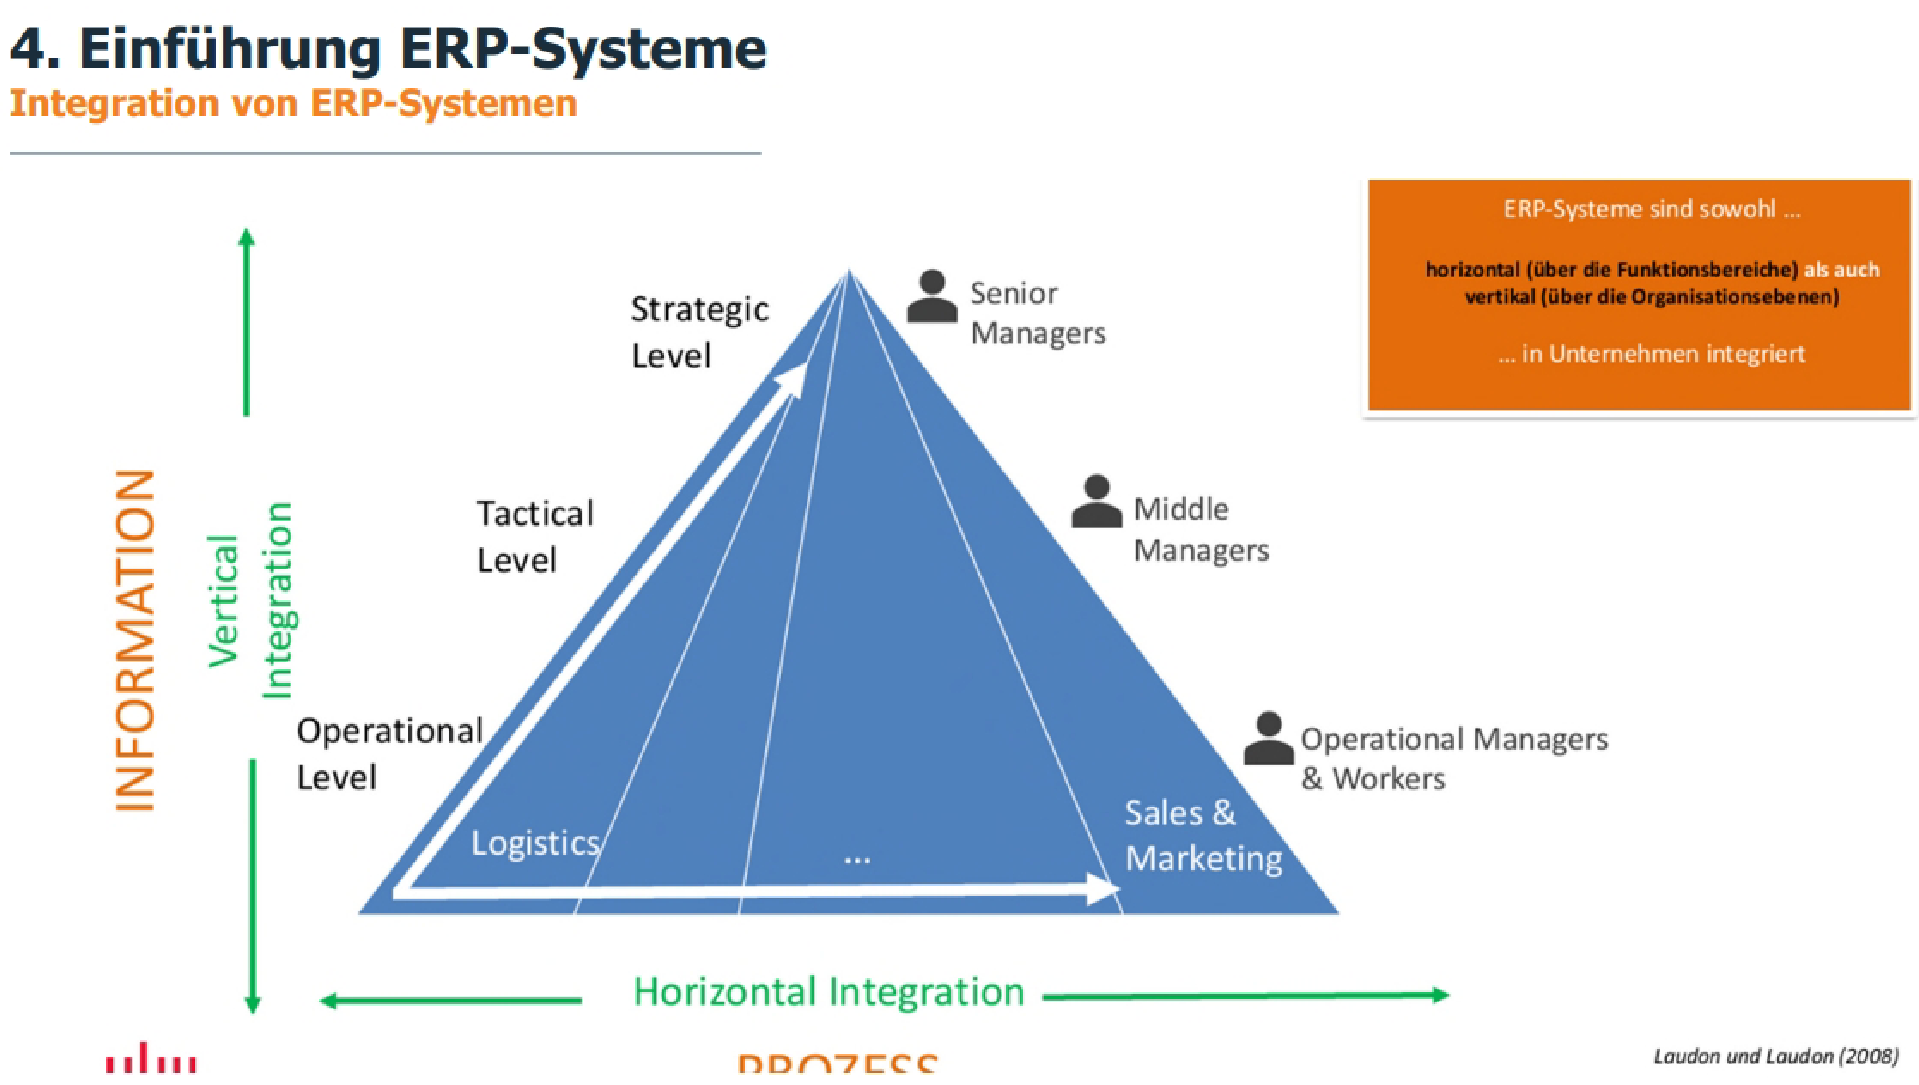 4. Einführung ERP-Systeme
Integration von ERP-Systemen
ERP-Systeme sind sowohl ...
horizontal (über die Funktionsbereiche) als auch
vertikal (über die Organisationsebenen)
... in Unternehmen integriert
Strategic
Level
Senior
Managers
Tactical
Level
Middle
Managers
INFORMATION
Vertical
Integration
Operational
Level
Operational Managers
& Workers
Logistics
...
Sales &
Marketing
Horizontal Integration
PROZESS
Laudon und Laudon (2008)